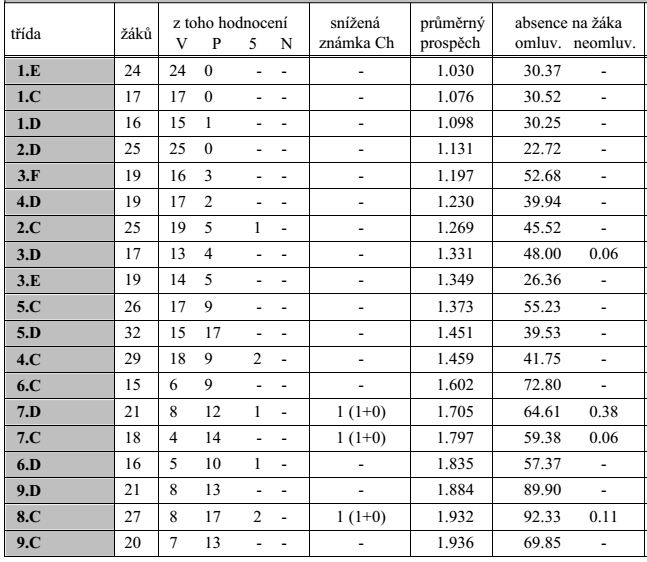 třída žáků z toho hodnocení V P 5 N snížená známka Ch průměrný prospěch absence na žáka omluv. neomluv.
1.E 24 24 0 - - - 1.030 30.37 -
1.C 17 17 0 - - - 1.076 30.52 -
1.D 16 15 1 - - - 1.098 30.25 -
2.D 25 25 0 - - - 1.131 22.72 -
3.F 19 16 3 - - - 1.197 52.68 -
4.D 19 17 2 - - - 1.230 39.94 -
2.C 25 19 5 1 - - 1.269 45.52 -
3.D 17 13 4 - - - 1.331 48.00 0.06
3.E 19 14 5 - - - 1.349 26.36 -
5.C 26 17 9 - - - 1.373 55.23 -
5.D 32 15 17 - - - 1.451 39.53 -
4.C 29 18 9 2 - - 1.459 41.75 -
6.C 15 6 9 - - - 1.602 72.80 -
7.D 21 8 12 1 - 1 (1+0) 1.705 64.61 0.38
7.C 18 4 14 - - 1 (1+0) 1.797 59.38 0.06
6.D 16 5 10 1 - - 1.835 57.37 -
9.D 21 8 13 - - - 1.884 89.90 -
8.C 27 8 17 2 - 1 (1+0) 1.932 92.33 0.11
9.C 20 7 13 - - - 1.936 69.85 -